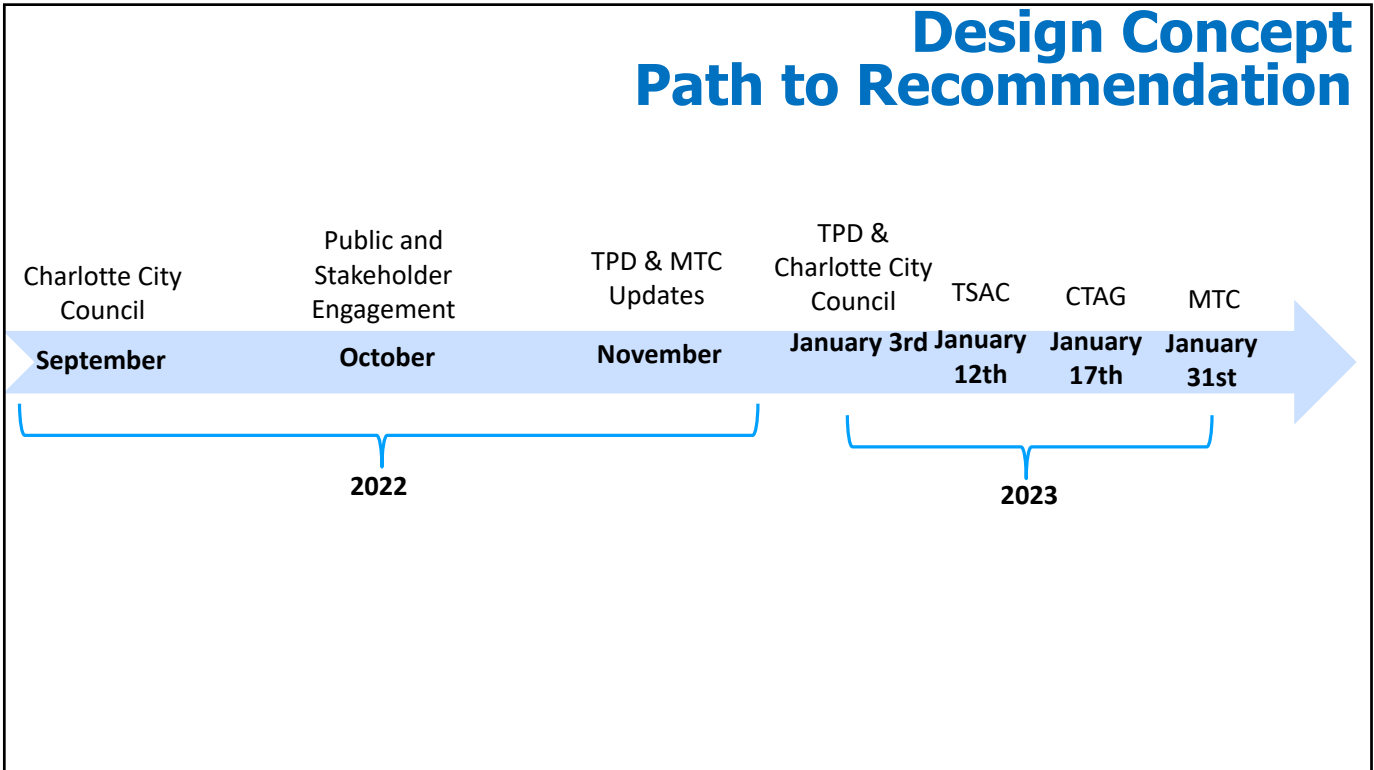 Design Concept
Path to Recommendation
Charlotte City
Council
September
Public and
Stakeholder
Engagement
October
TPD & MTC
Updates
November
TPD &
Charlotte City
Council
January 3rd
TSAC
January
12th
CTAG
January
17th
MTC
January
31st
2022
2023